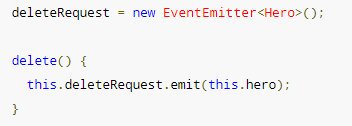 deleteRequest = new EventEmitter<Hero>();
delete() {
this.deleteRequest.emit(this.hero);
}